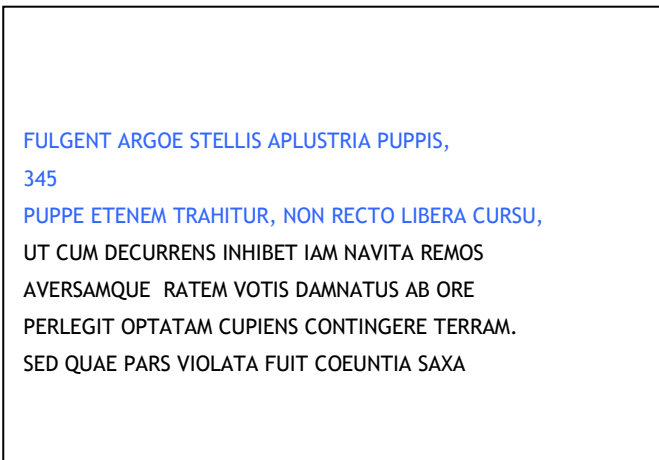 FULGENT ARGOE STELLIS APLUSTRIA PUPPIS,
345
PUPPE ETENEM TRAHITUR, NON RECTO LIBERA CURSU,
UT CUM DECURRENS INHIBET IAM NAVITA REMOS
AVERSAMQUE RATEM VOTIS DAMNATUS AB ORE
PERLEGIT OPTATAM CUPIENS CONTINGERE TERRAM.
SED QUAE PARS VIOLATA FUIT COEUNTIA SAXA